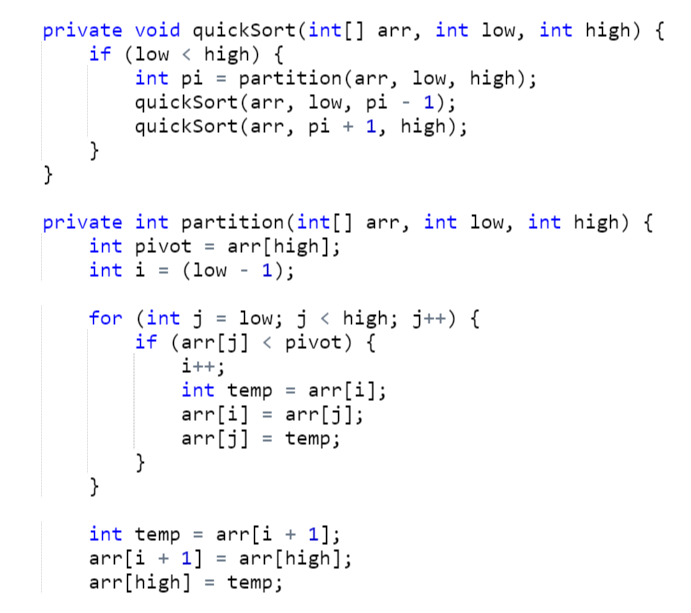 private void quickSort(int[] arr, int low, int high) {
    if (low < high) {
        int pi = partition(arr, low, high);
        quickSort(arr, low, pi - 1);
        quickSort(arr, pi + 1, high);
    }
}

private int partition(int[] arr, int low, int high) {
    int pivot = arr[high];
    int i = (low - 1);

    for (int j = low; j < high; j++) {
        if (arr[j] < pivot) {
            i++;
            int temp = arr[i];
            arr[i] = arr[j];
            arr[j] = temp;
        }
    }

    int temp = arr[i + 1];
    arr[i + 1] = arr[high];
    arr[high] = temp;